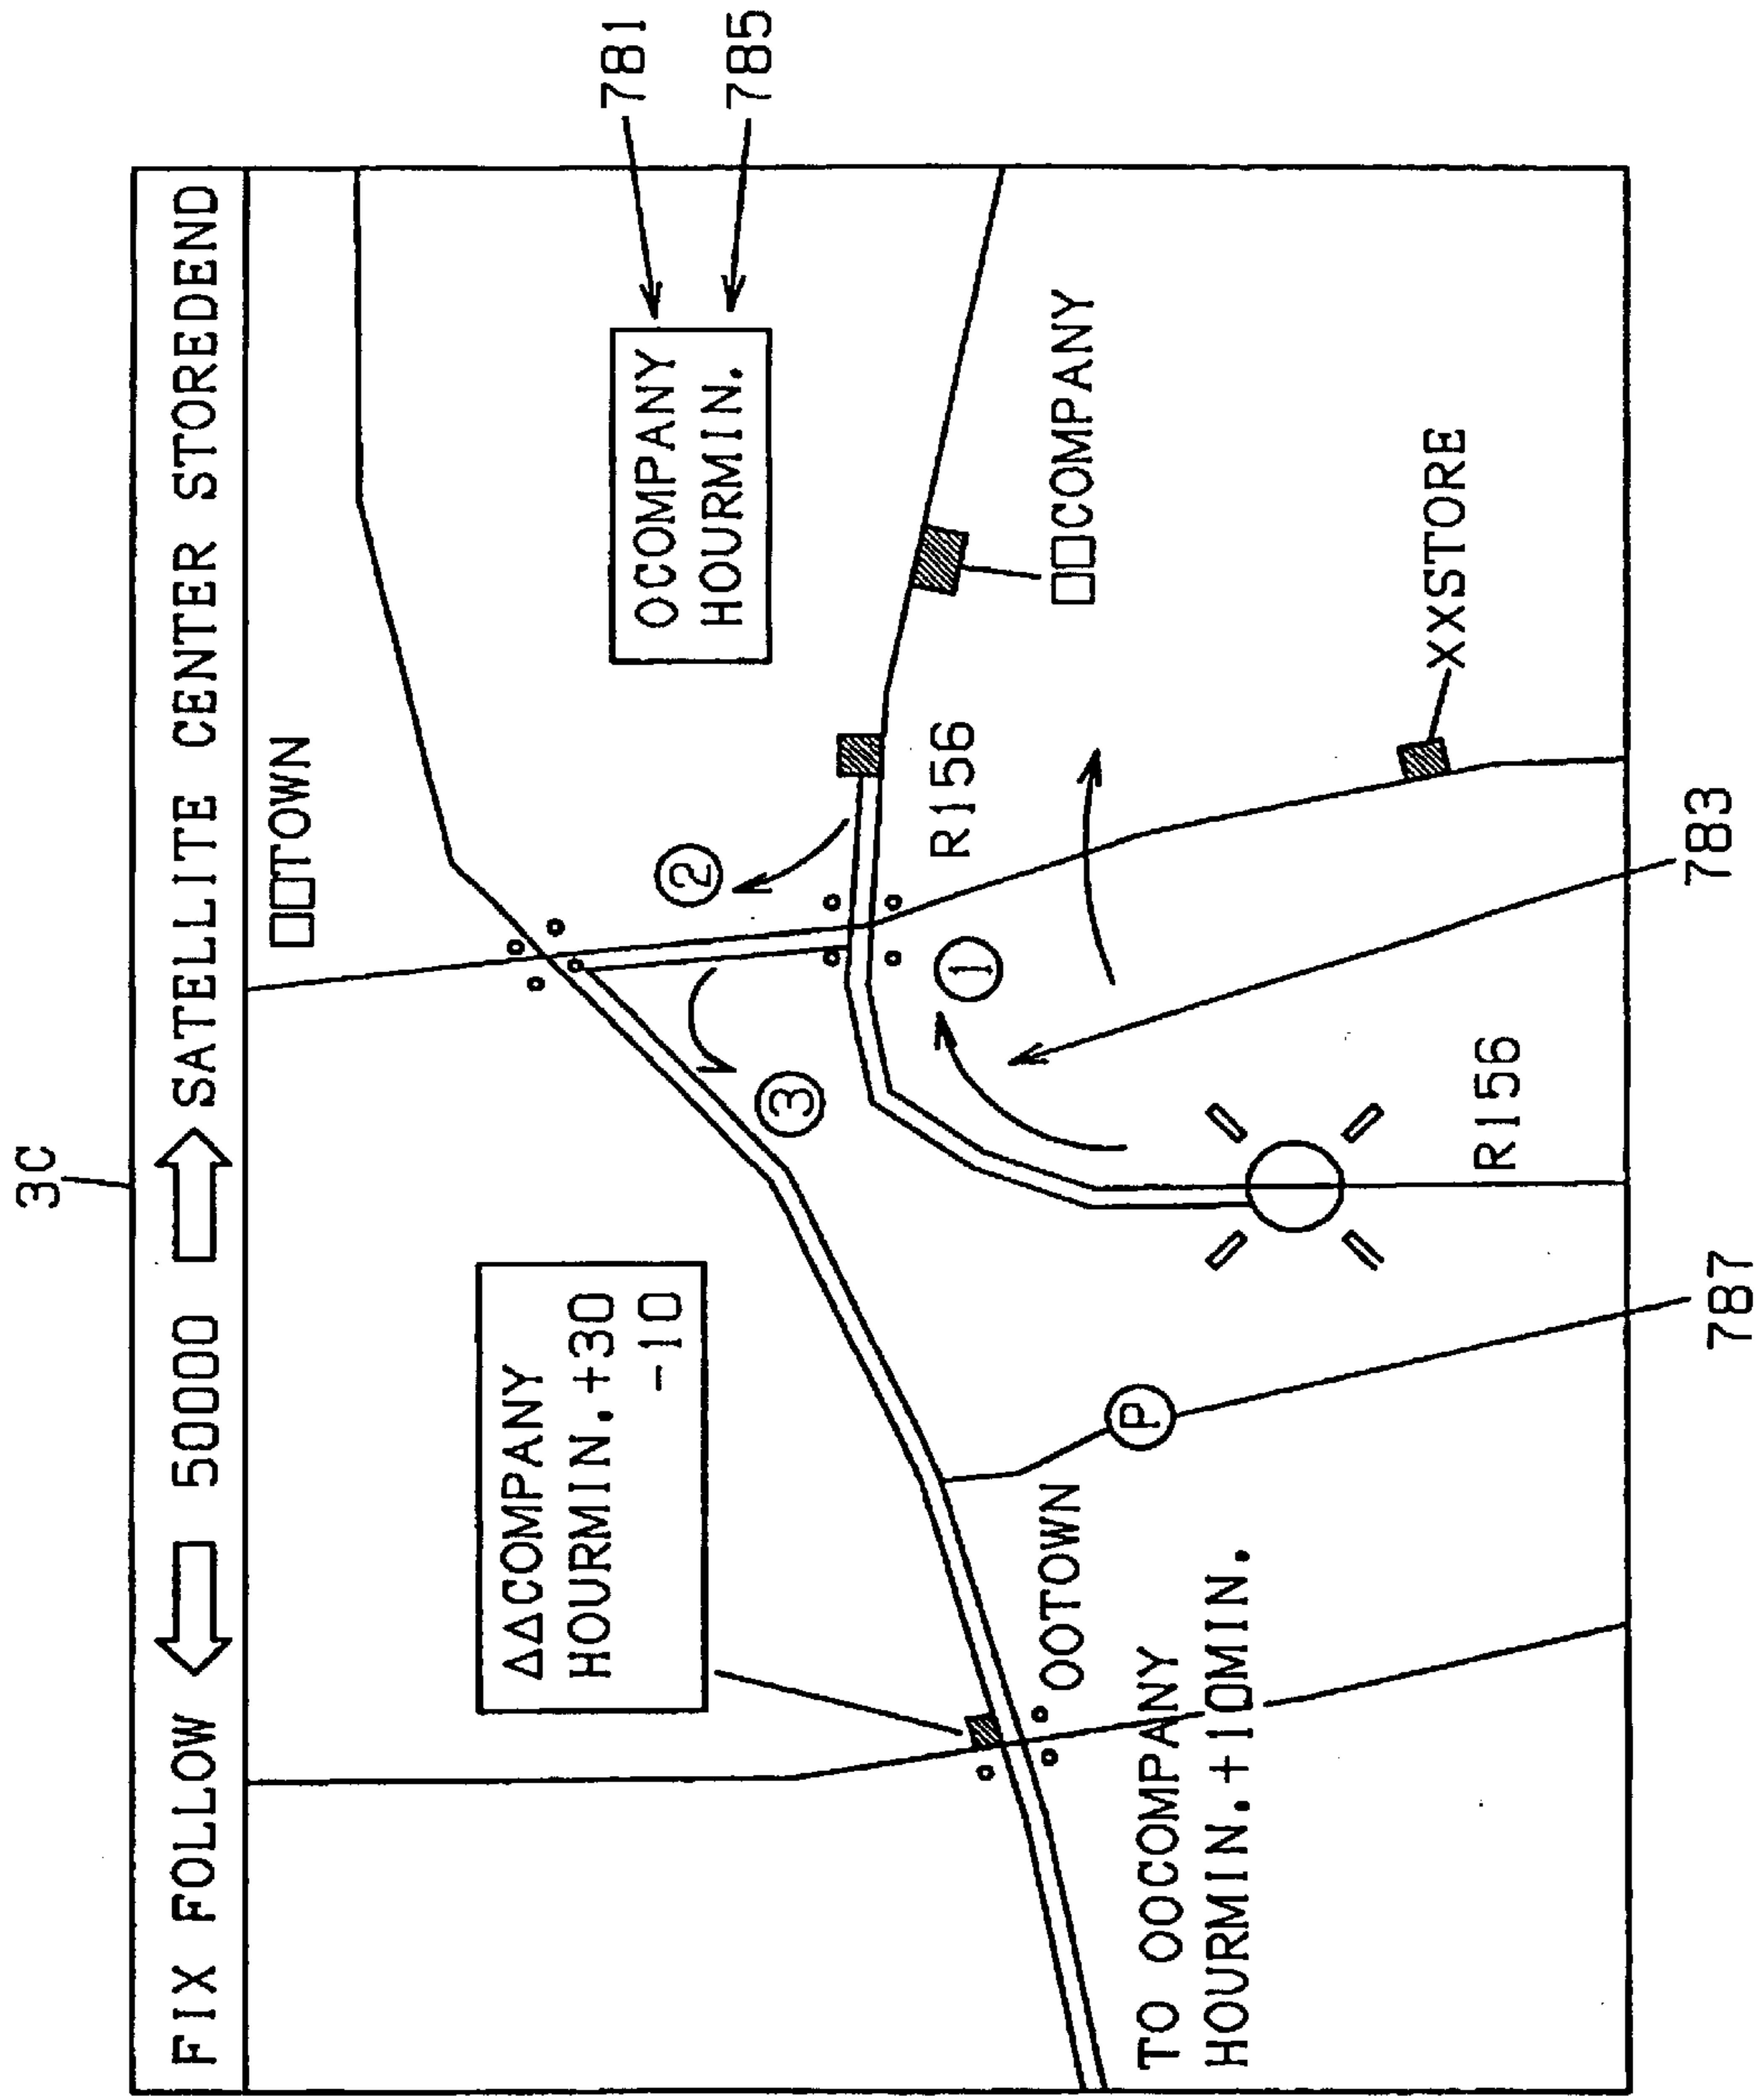 3C
FIX FOLLOW ⇦ 50000 ⇨ SATELLITE CENTER STOREDEND
□□TOWN
△△COMPANY
HOURMIN.+30
-10
OCOMPANY
HOURMIN.
781
785
②
③
①
R156
□□COMPANY
OOTOWN
P
TO OOCOMPANY
HOURMIN.+10MIN.
R156
xxSTORE
787
783